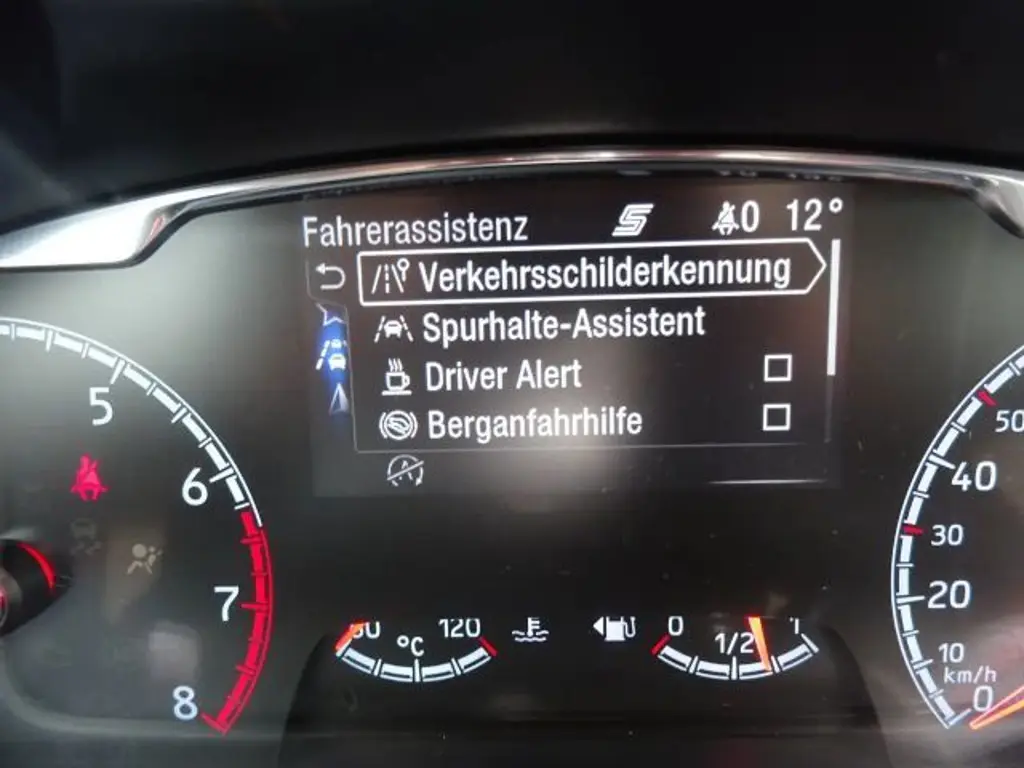 Fahrerassistenz 0 12°
Verkehrsschilderkennung
Spurhalte-Assistent
Driver Alert
Berganfahrhilfe
5
6
7
8
120
°C
0 1/2 1
50
40
30
20
10
km/h
0